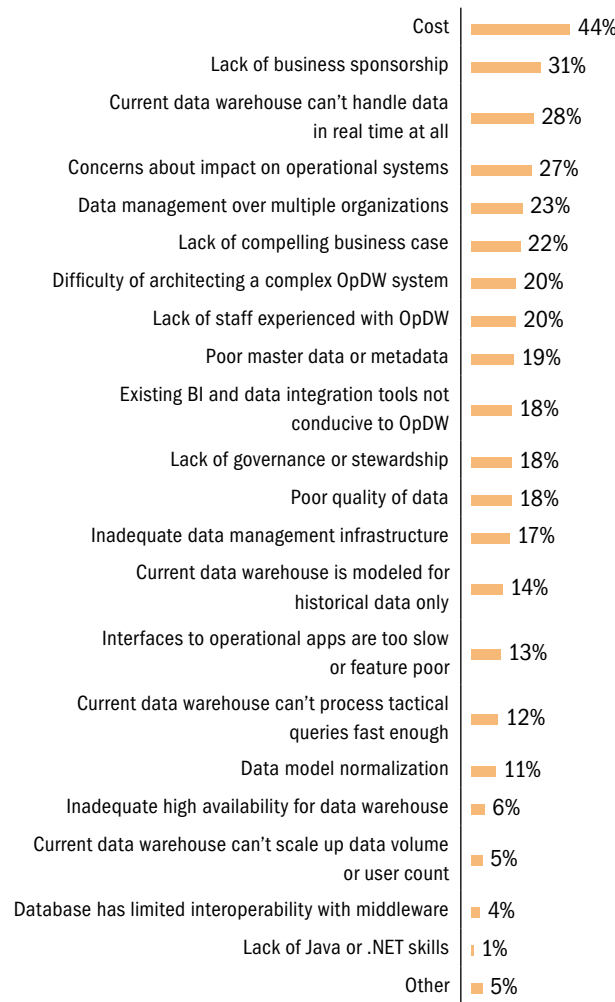 Cost 44%
Lack of business sponsorship 31%
Current data warehouse can't handle data
in real time at all 28%
Concerns about impact on operational systems 27%
Data management over multiple organizations 23%
Lack of compelling business case 22%
Difficulty of architecting a complex OpDW system 20%
Lack of staff experienced with OpDW 20%
Poor master data or metadata 19%
Existing BI and data integration tools not
conducive to OpDW 18%
Lack of governance or stewardship 18%
Poor quality of data 18%
Inadequate data management infrastructure 17%
Current data warehouse is modeled for
historical data only 14%
Interfaces to operational apps are too slow
or feature poor 13%
Current data warehouse can't process tactical
queries fast enough 12%
Data model normalization 11%
Inadequate high availability for data warehouse 6%
Current data warehouse can't scale up data volume
or user count 5%
Database has limited interoperability with middleware 4%
Lack of Java or .NET skills 1%
Other 5%